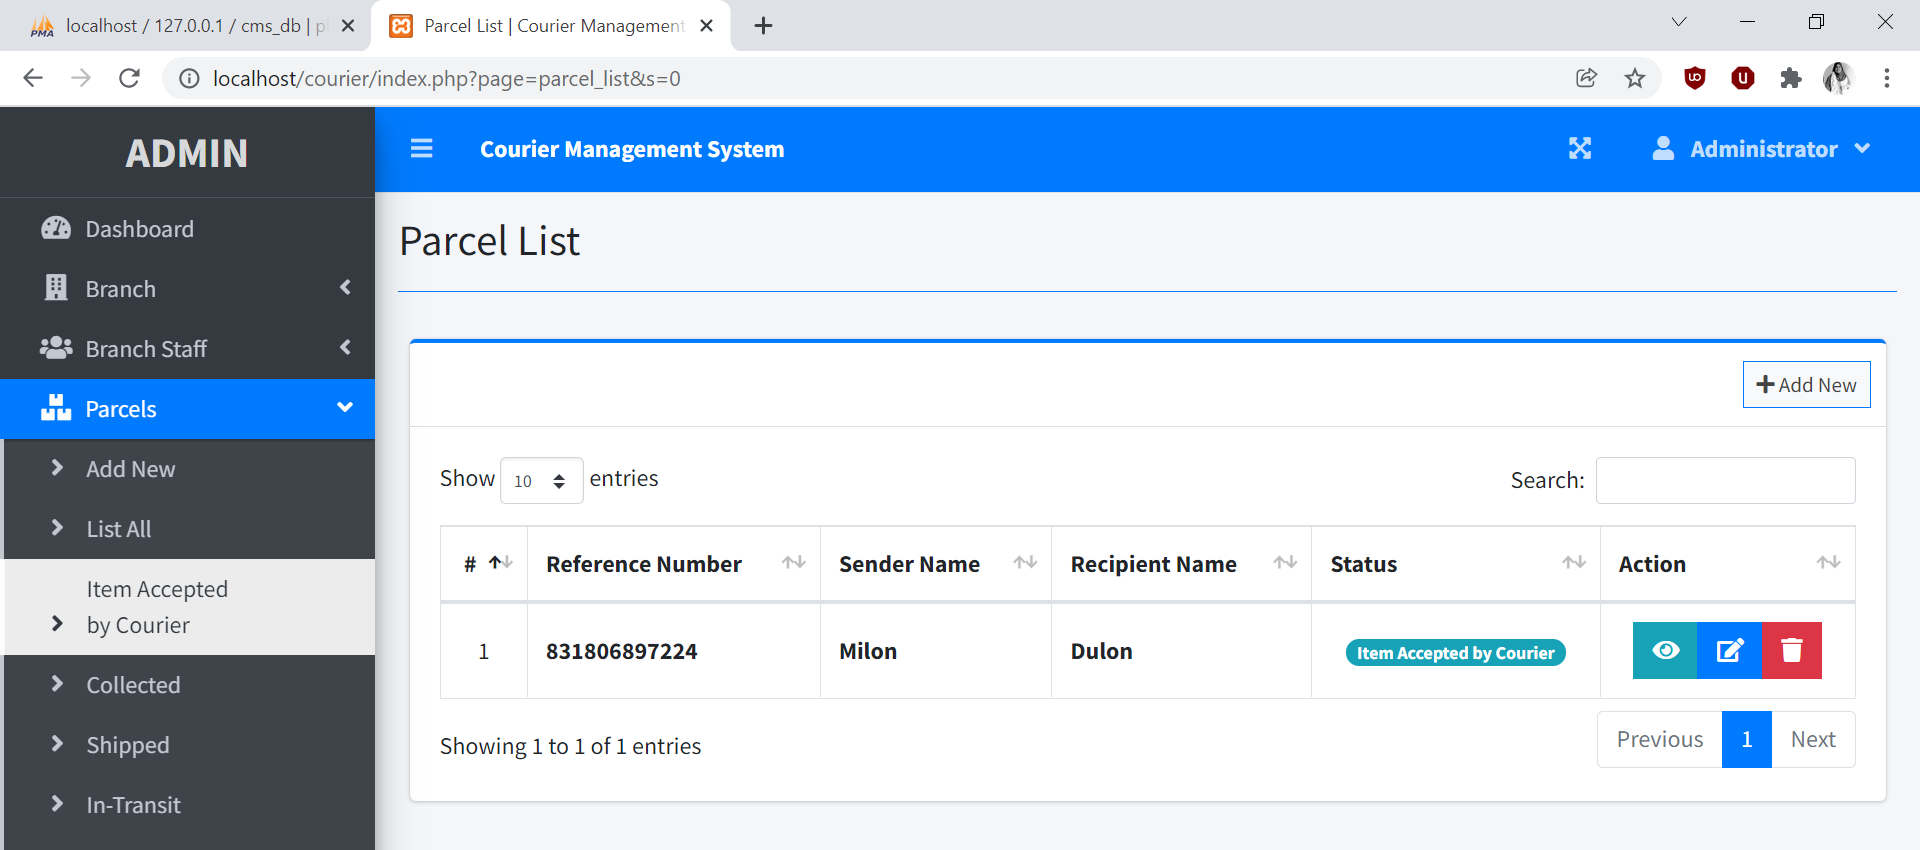 localhost / 127.0.0.1 / cms_db | p
Parcel List | Courier Management
localhost/courier/index.php?page=parcel_list&s=0
ADMIN
Courier Management System
Administrator
Dashboard
Branch
Branch Staff
Parcels
Add New
List All
Item Accepted
by Courier
Collected
Shipped
In-Transit
Parcel List
Add New
Show 10 entries
Search:
# Reference Number Sender Name Recipient Name Status Action
1 831806897224 Milon Dulon Item Accepted by Courier
Showing 1 to 1 of 1 entries
Previous 1 Next